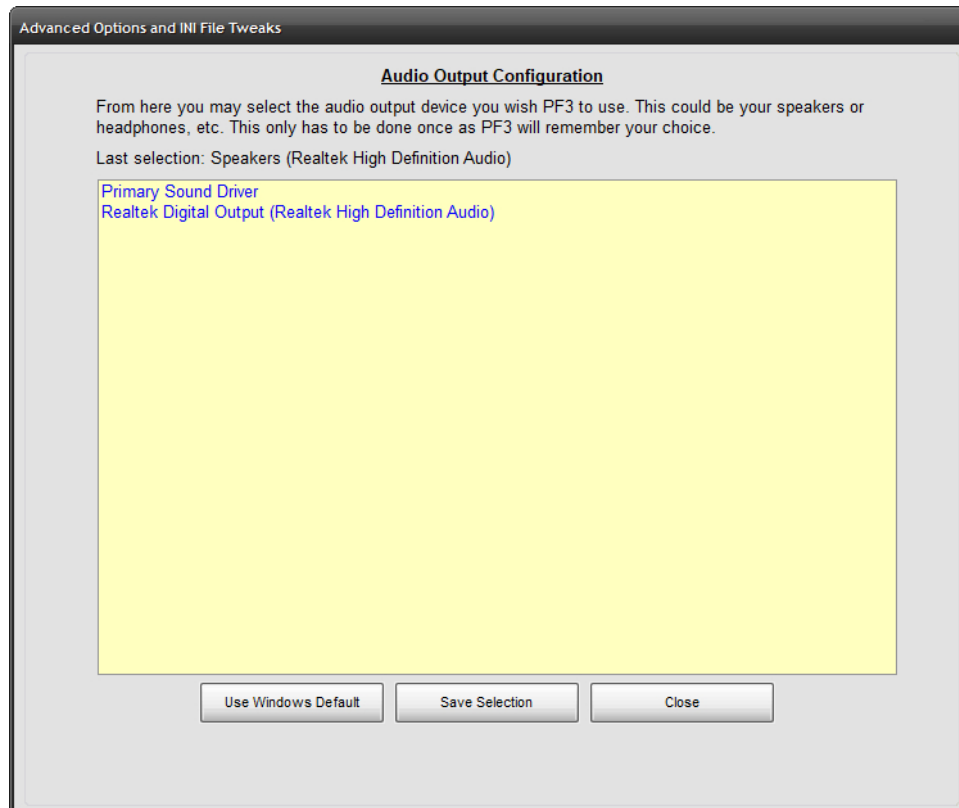 Advanced Options and INI File Tweaks
Audio Output Configuration
From here you may select the audio output device you wish PF3 to use. This could be your speakers or
headphones, etc. This only has to be done once as PF3 will remember your choice.
Last selection: Speakers (Realtek High Definition Audio)
Primary Sound Driver
Realtek Digital Output (Realtek High Definition Audio)
Use Windows Default
Save Selection
Close